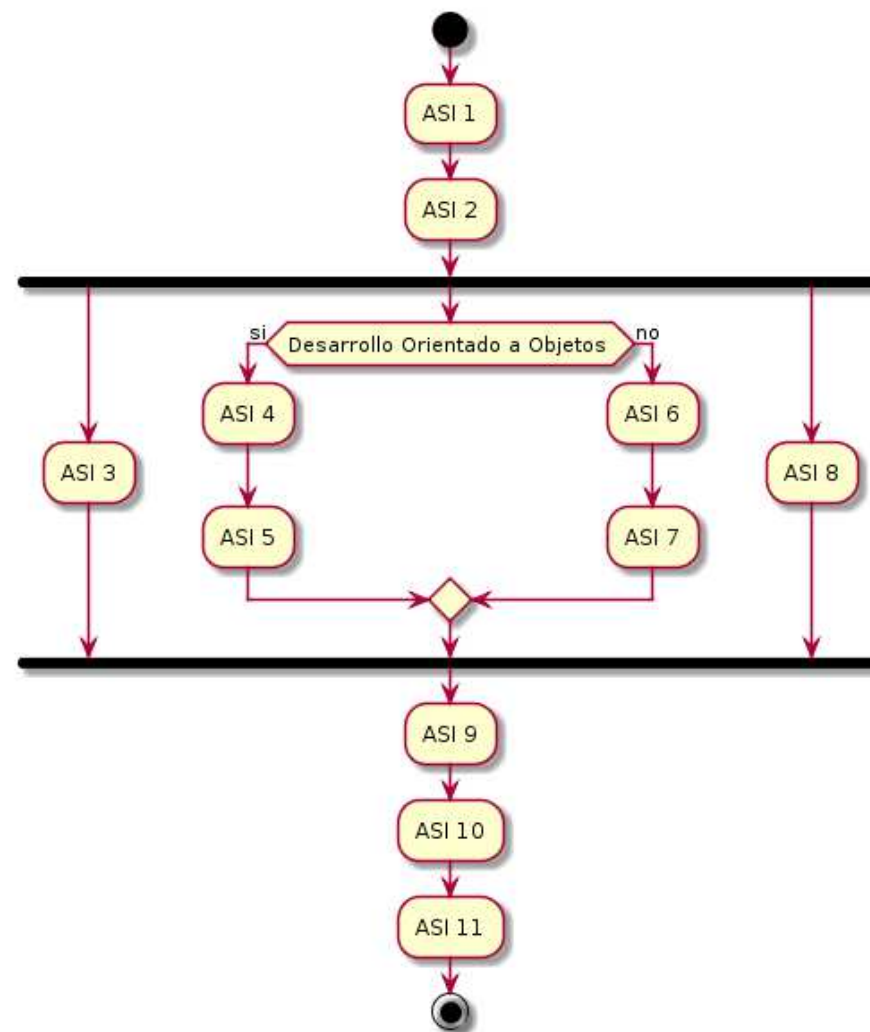 ASI 1
ASI 2
si
Desarrollo Orientado a Objetos
no
ASI 4
ASI 6
ASI 3
ASI 8
ASI 5
ASI 7
ASI 9
ASI 10
ASI 11